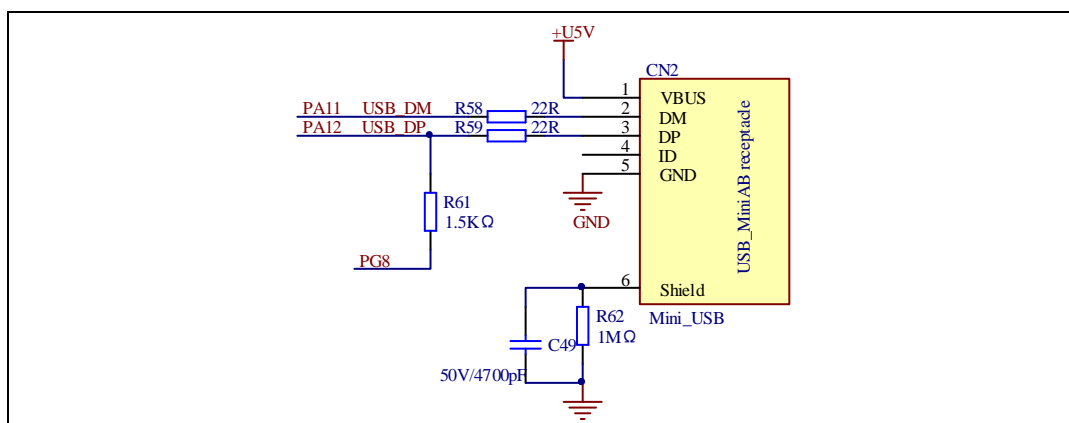 +U5V
CN2
1 VBUS
PA11 USB_DM R58 22R 2 DM
PA12 USB_DP R59 22R 3 DP
4 ID
5 GND
USB_MiniAB receptacle
R61
1.5KΩ
GND
PG8
6 Shield
Mini_USB
R62
1MΩ
C49
50V/4700pF